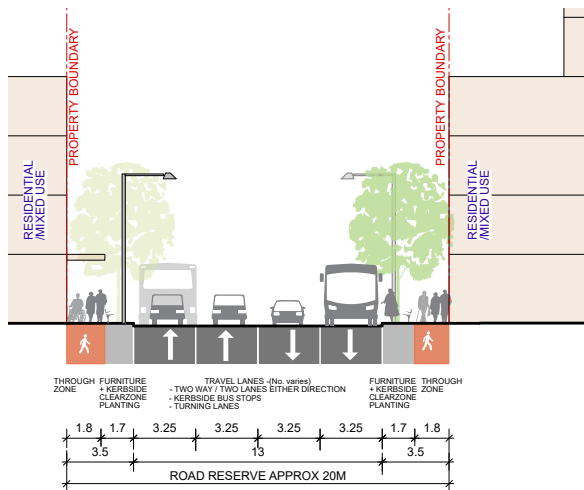 PROPERTY BOUNDARY
PROPERTY BOUNDARY
RESIDENTIAL
/MIXED USE
RESIDENTIAL
/MIXED USE
THROUGH
ZONE
FURNITURE
+ KERBSIDE
CLEARZONE
PLANTING
TRAVEL LANES -(No. varies)
- TWO WAY / TWO LANES EITHER DIRECTION
- KERBSIDE BUS STOPS
- TURNING LANES
FURNITURE
+ KERBSIDE
CLEARZONE
PLANTING
THROUGH
ZONE
1.8 1.7 3.25 3.25 3.25 3.25 1.7 1.8
3.5 13 3.5
ROAD RESERVE APPROX 20M